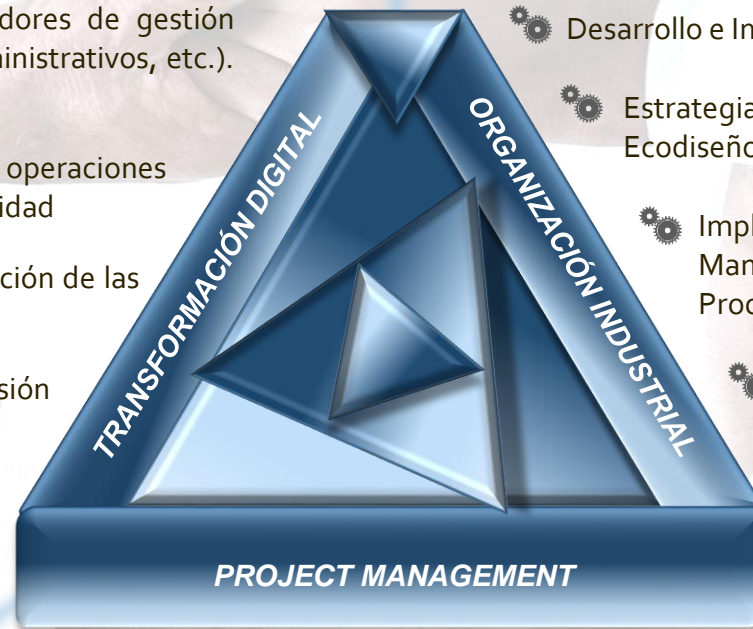 dores de gestión
ministrativos, etc.).
operaciones
idad
ción de las
sión
TRANSFORMACIÓN DIGITAL
ORGANIZACIÓN INDUSTRIAL
PROJECT MANAGEMENT
Desarrollo e In
Estrategia
Ecodiseño
Impl
Man
Proc